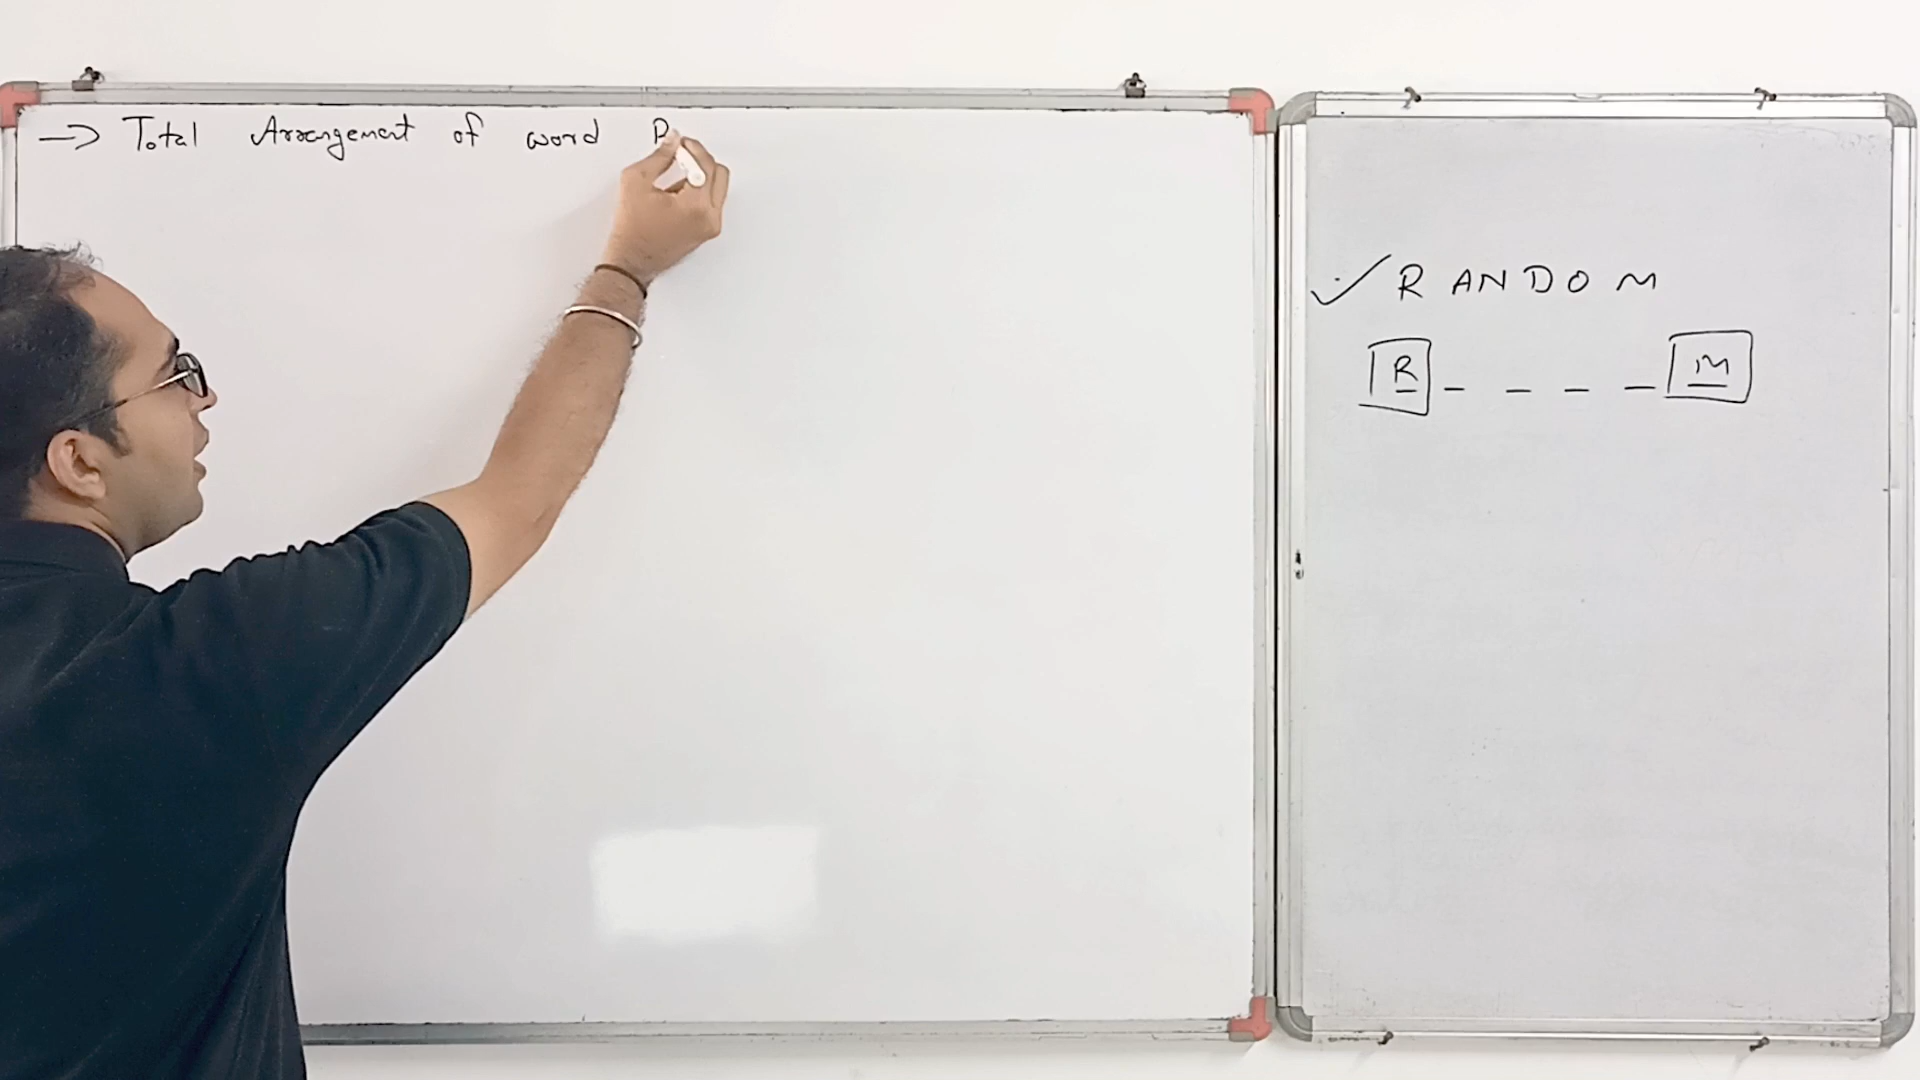 → Total Arrangement of word R
✓ R A N D O M
R _ _ _ _ M